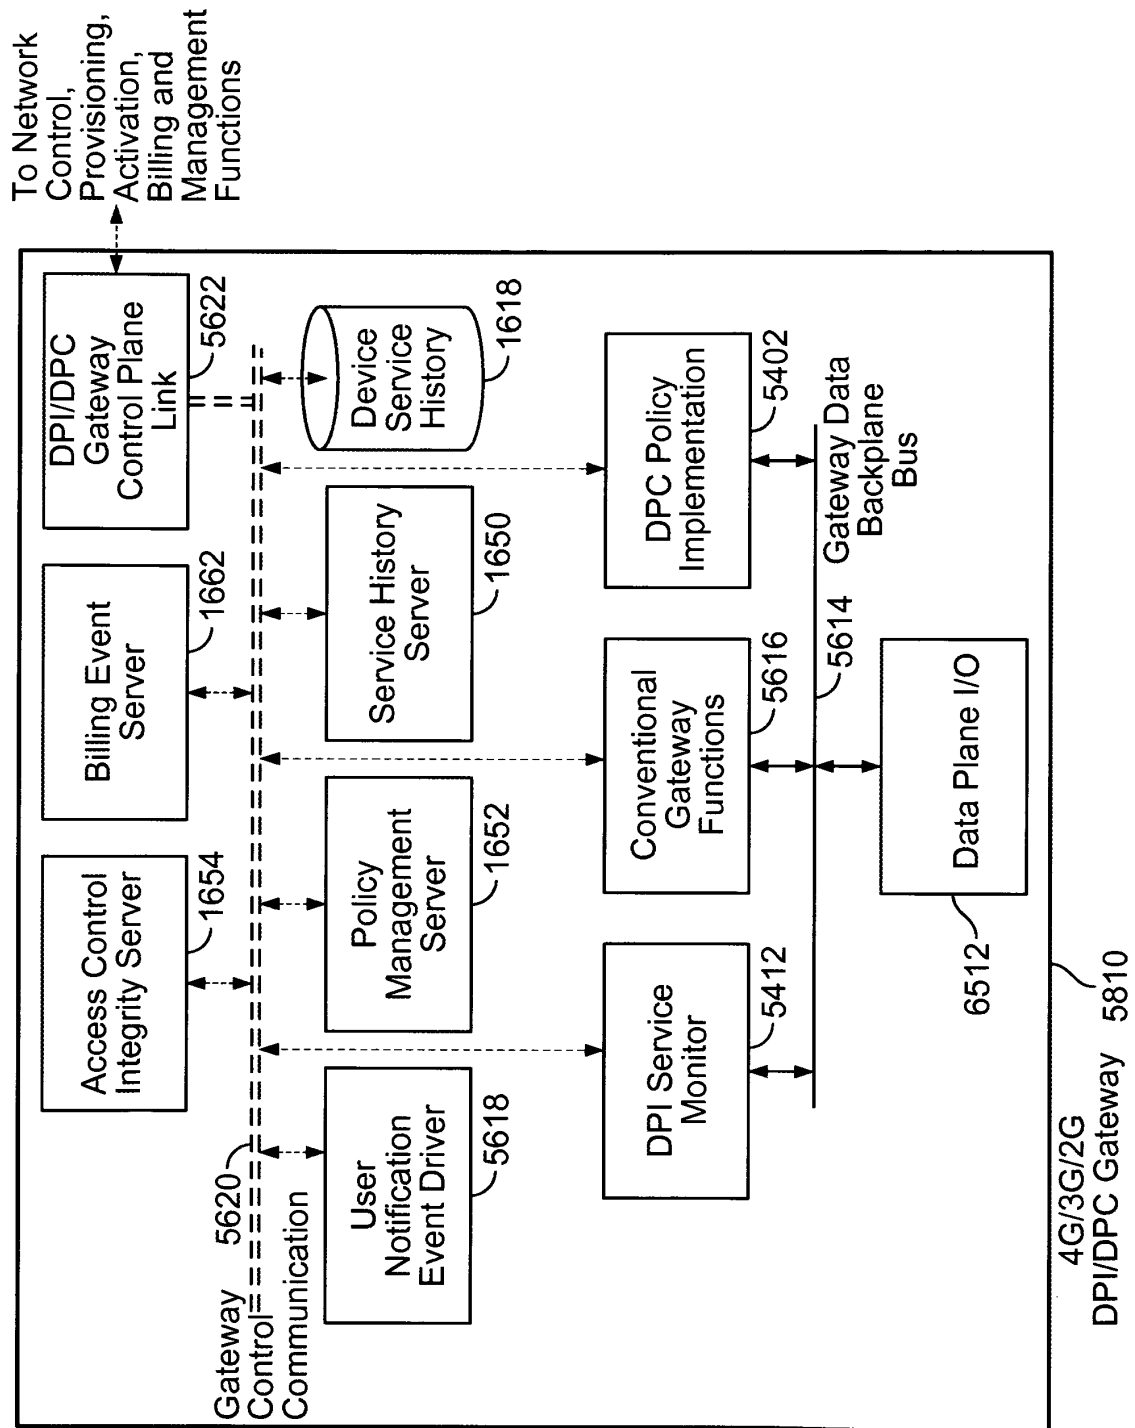 To Network
Control,
Provisioning,
Activation,
Billing and
Management
Functions
Access Control
Integrity Server
1654
Billing Event
Server
1662
DPI/DPC
Gateway
Control Plane
Link
5622
Gateway 5620
Control
Communication
User
Notification
Event Driver
5618
Policy
Management
Server
1652
Service History
Server
1650
Device
Service
History
1618
DPI Service
Monitor
5412
Conventional
Gateway
Functions
5616
DPC Policy
Implementation
5402
5614
Gateway Data
Backplane
Bus
Data Plane I/O
6512
4G/3G/2G
DPI/DPC Gateway 5810